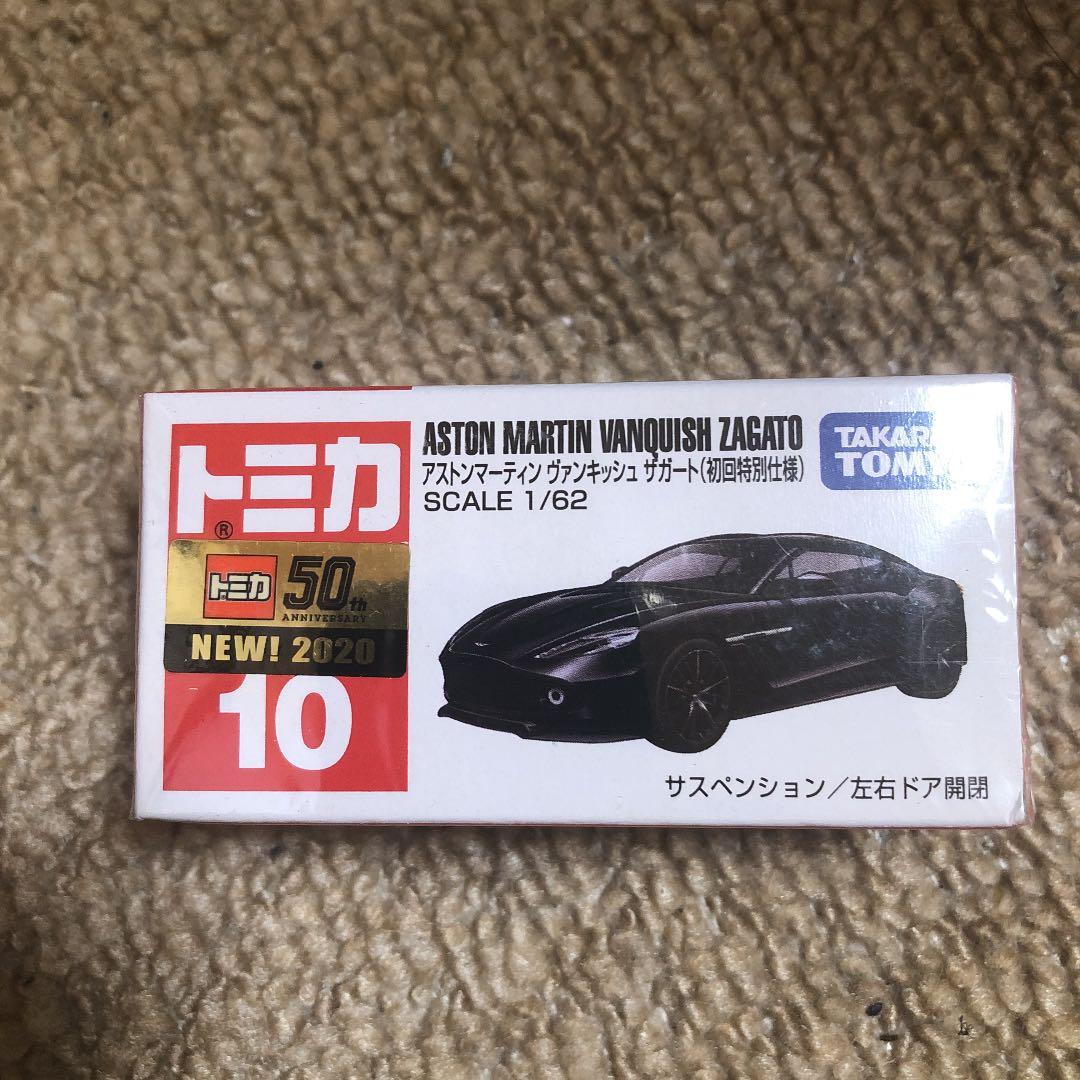 トミカ
®
トミカ 50th
ANNIVERSARY
NEW! 2020
10
ASTON MARTIN VANQUISH ZAGATO
アストンマーティン ヴァンキッシュ ザガート(初回特別仕様)
SCALE 1/62
TAKARA
TOMY
サスペンション/左右ドア開閉